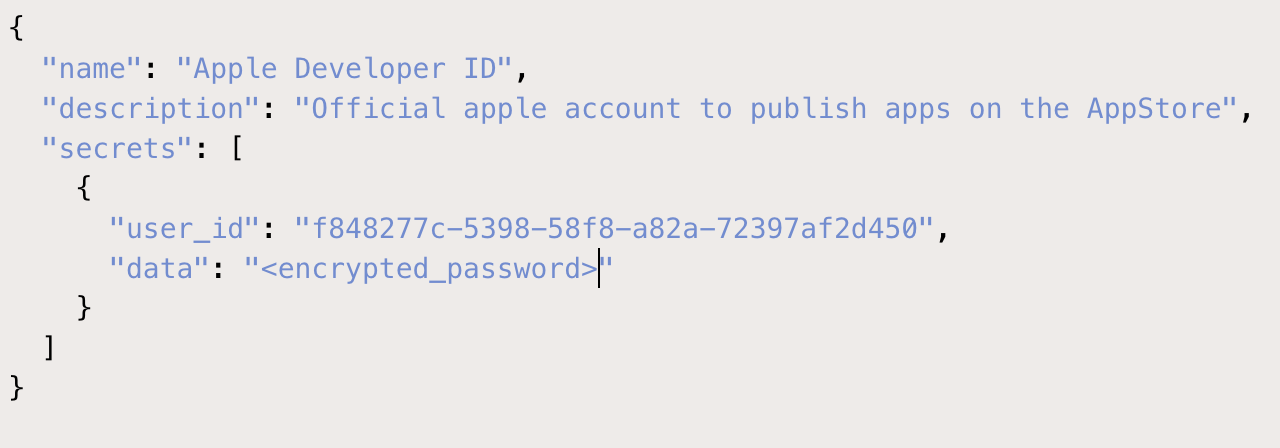 {
  "name": "Apple Developer ID",
  "description": "Official apple account to publish apps on the AppStore",
  "secrets": [
    {
      "user_id": "f848277c-5398-58f8-a82a-72397af2d450",
      "data": "<encrypted_password>"
    }
  ]
}